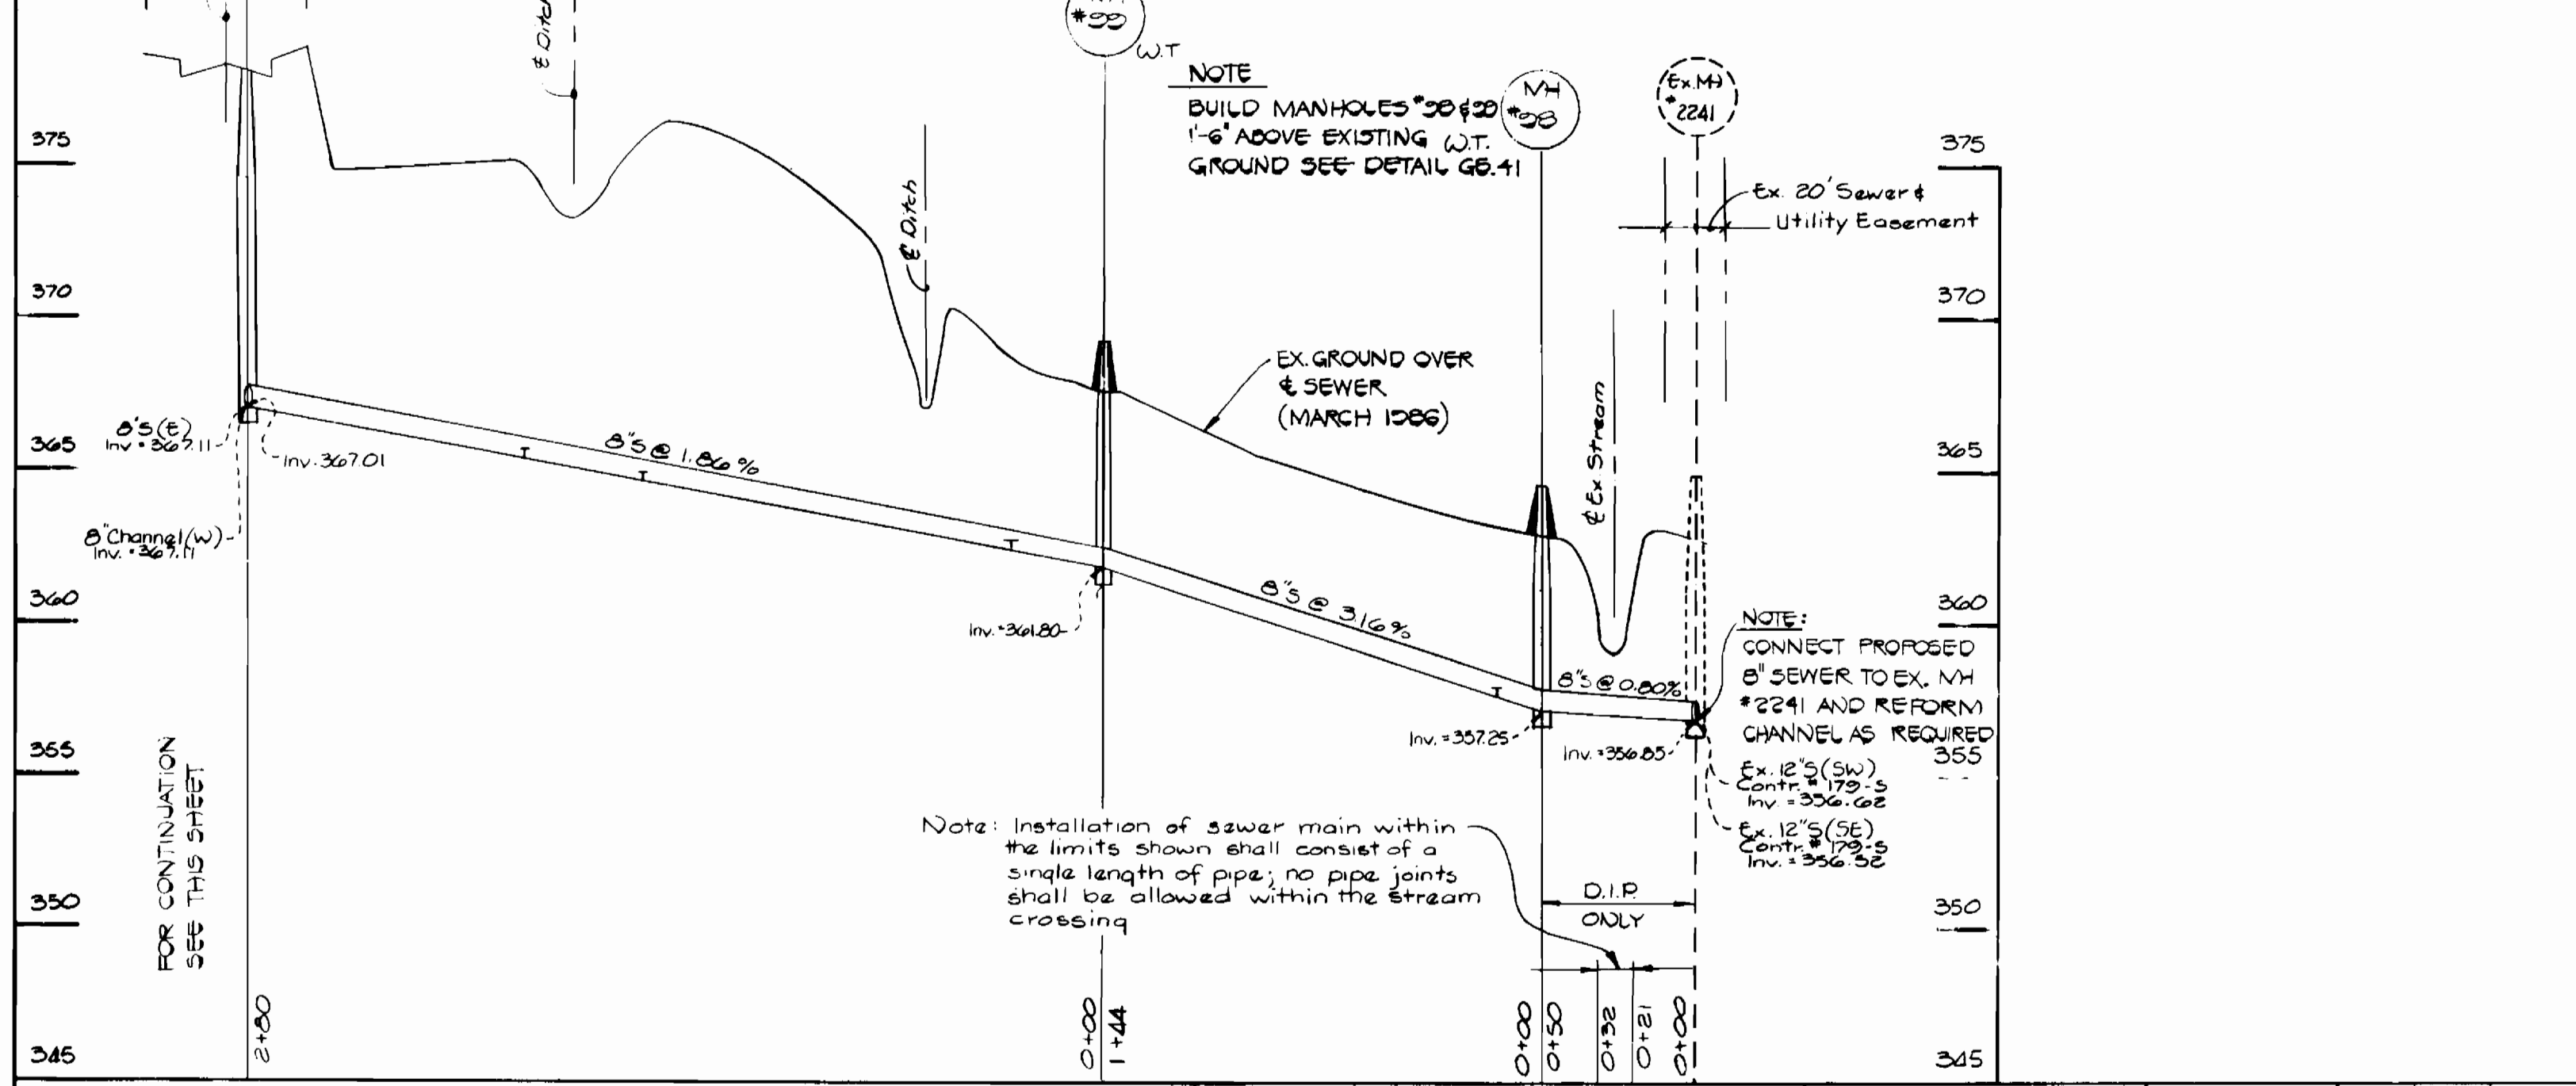 #99
W.T
NOTE
BUILD MANHOLES #98 & 99
1'-6" ABOVE EXISTING W.T.
GROUND SEE DETAIL G5.41
MH
#98
Ex. MH
#2241
℄ Ditch
℄ Ditch
Ex. 20' Sewer &
Utility Easement
375
375
370
370
365
365
360
360
355
355
350
350
345
345
EX. GROUND OVER
℄ SEWER
(MARCH 1986)
℄ Ex. Stream
8"S(E)
Inv = 367.11
Inv. 367.01
8" Channel (W)
Inv. = 367.11
8"S @ 1.86%
Inv. = 361.80
8"S @ 3.16%
8"S @ 0.80%
Inv. = 357.25
Inv. = 356.85
NOTE:
CONNECT PROPOSED
8" SEWER TO EX. MH
#2241 AND REFORM
CHANNEL AS REQUIRED
Ex. 12"S(SW)
Contr. # 179-S
Inv. = 356.62
Ex. 12"S(SE)
Contr. # 179-S
Inv. = 356.52
FOR CONTINUATION
SEE THIS SHEET
Note: Installation of sewer main within
the limits shown shall consist of a
single length of pipe; no pipe joints
shall be allowed within the stream
crossing
D.I.P.
ONLY
2+80
0+00
1+44
0+00
0+50
0+32
0+21
0+00